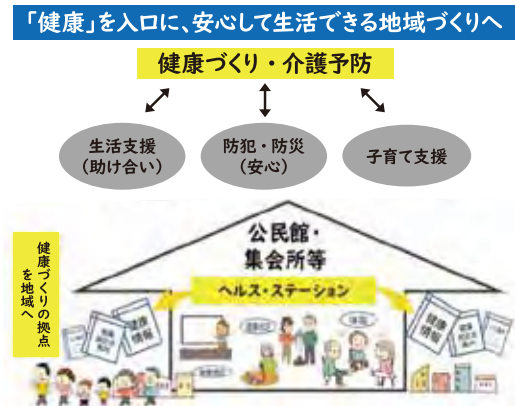 「健康」を入口に、安心して生活できる地域づくりへ
健康づくり・介護予防
生活支援
(助け合い)
防犯・防災
(安心)
子育て支援
公民館・
集会所等
ヘルス・ステーション
健康づくりの拠点
を地域へ
健康
情報
健康
情報